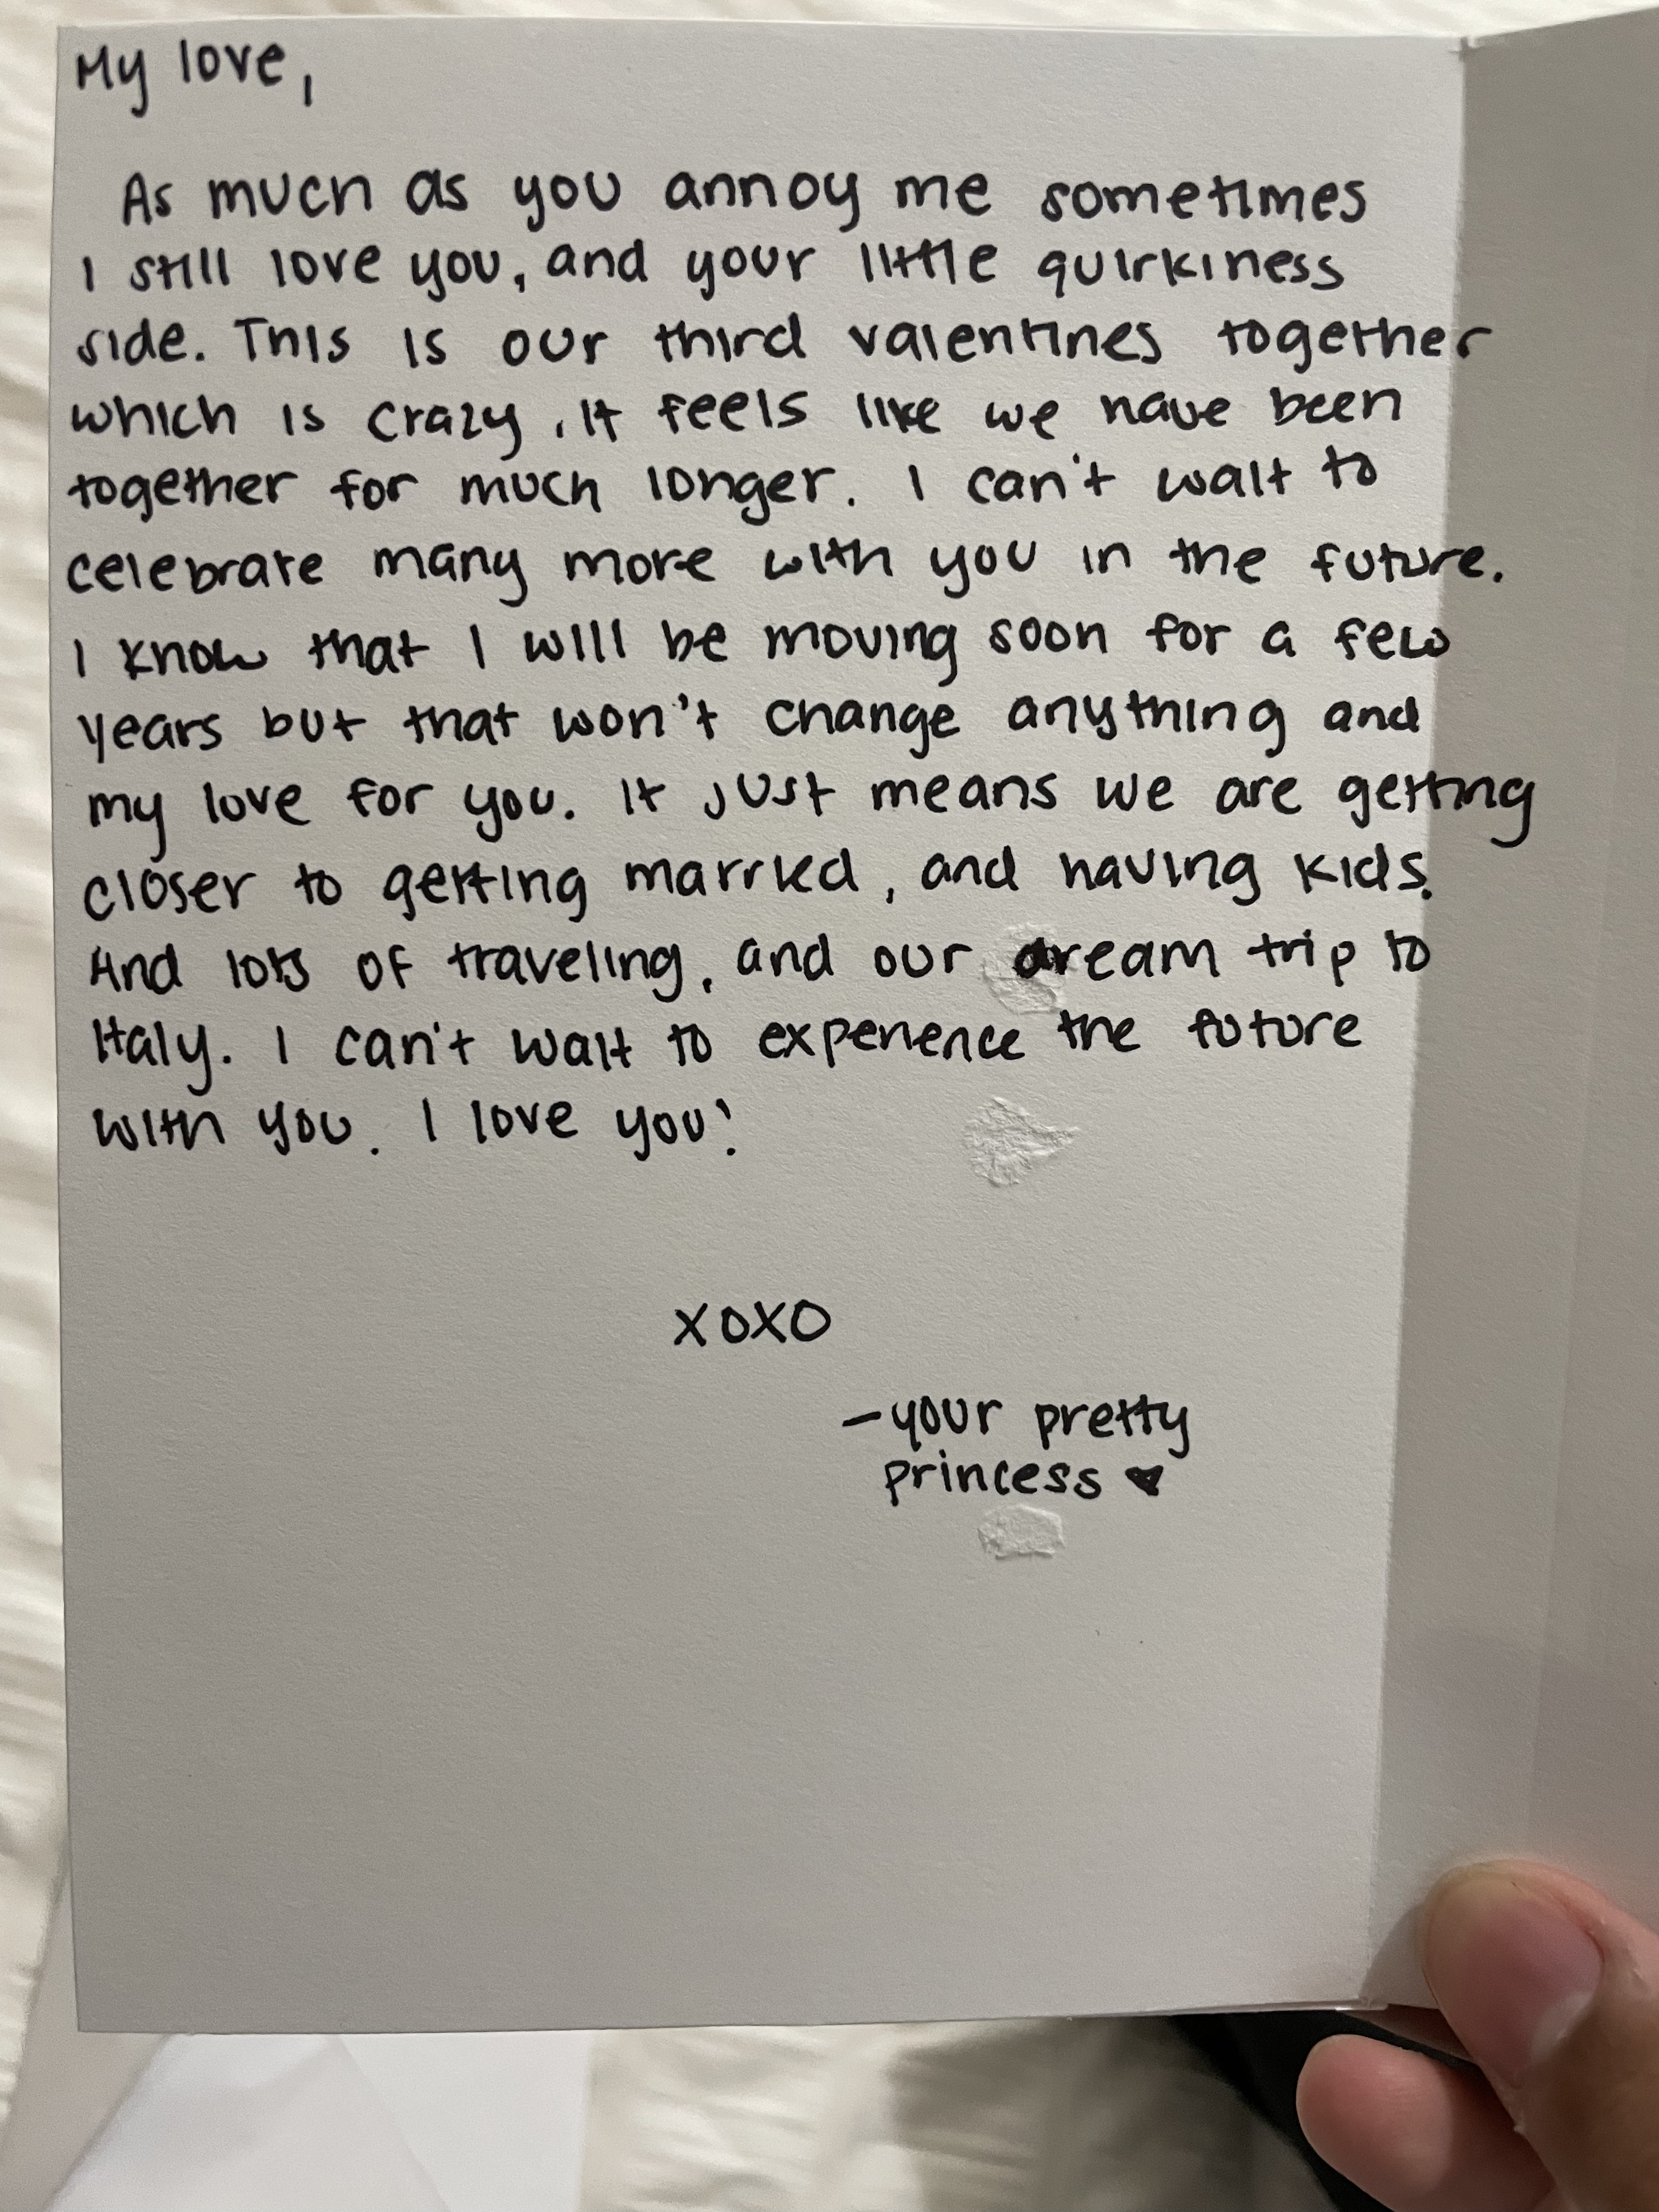 My love,
As much as you annoy me sometimes
I still love you, and your little quirkiness
side. This is our third valentines together
which is crazy, it feels like we have been
together for much longer. I can't wait to
celebrate many more with you in the future.
I know that I will be moving soon for a few
years but that won't change anything and
my love for you. It just means we are getting
closer to getting married, and having kids.
And lots of traveling, and our dream trip to
Italy. I can't wait to experience the future
with you. I love you!
XOXO
-your pretty
princess ♥